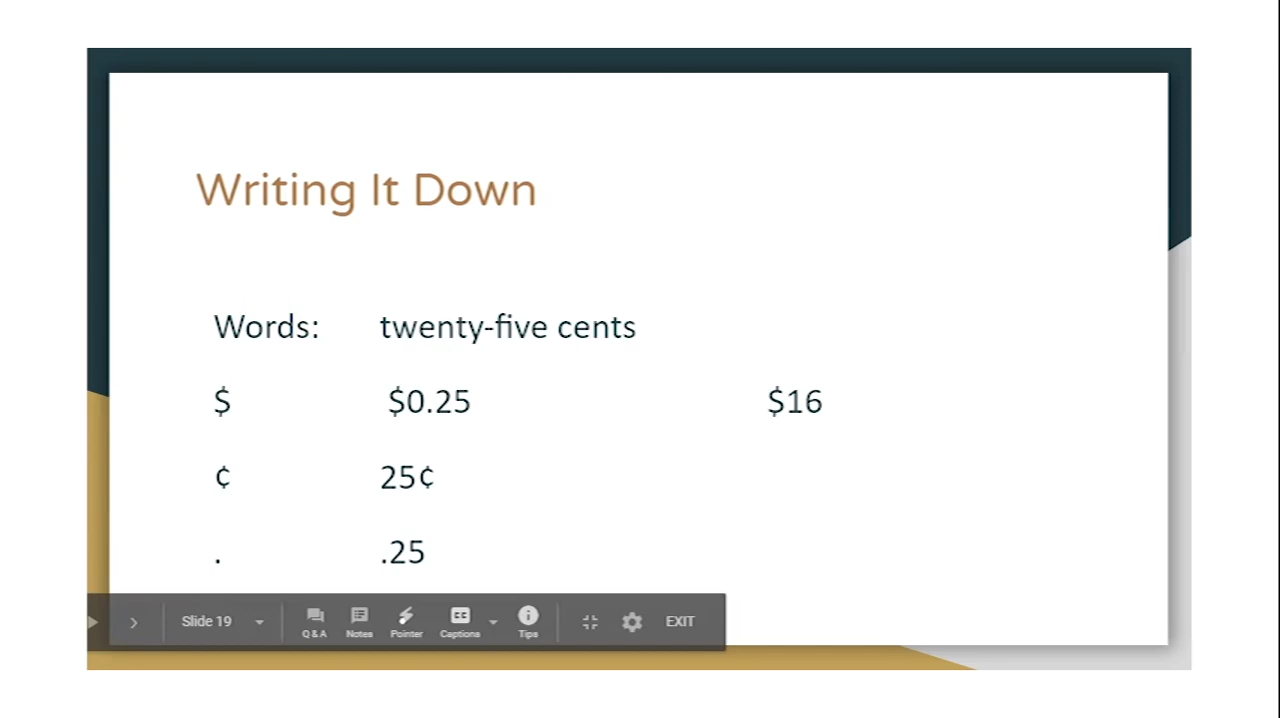 Writing It Down
Words: twenty-five cents
$ $0.25 $16
¢ 25¢
. .25
Slide 19 Q&A Notes Pointer Captions Tips EXIT